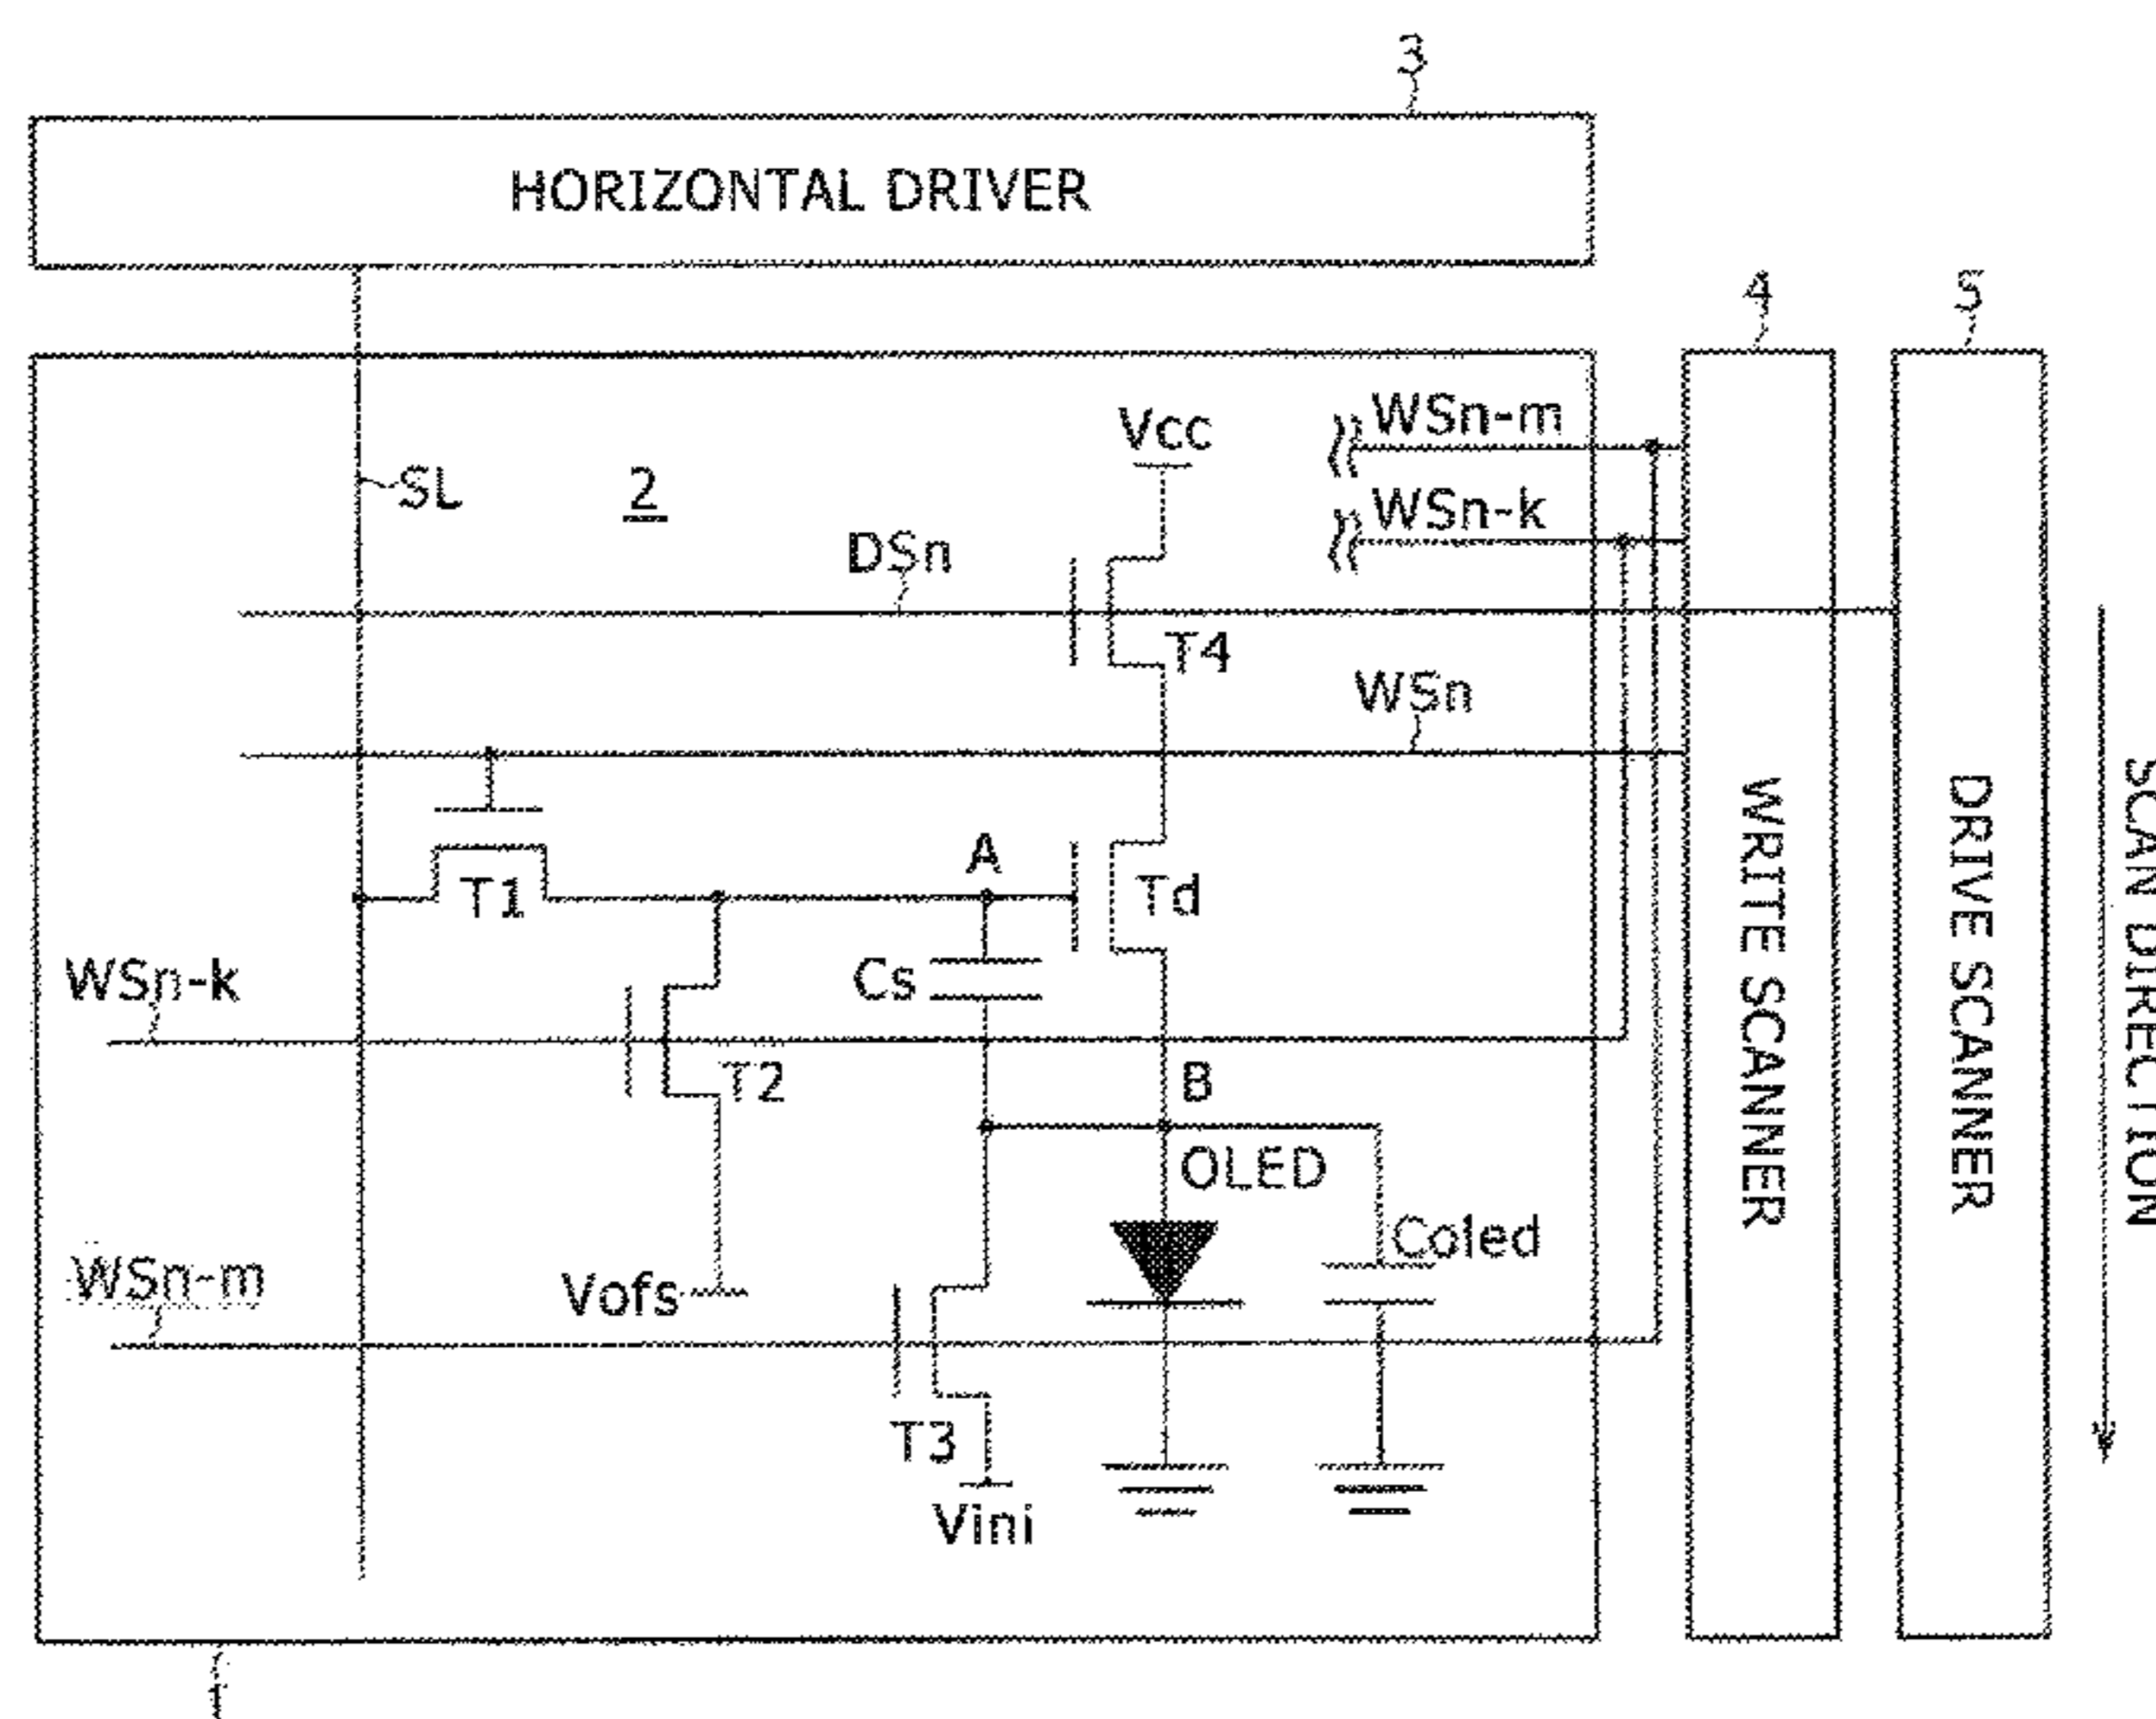 3
HORIZONTAL DRIVER
4
5
WSn-m
Vcc
SL
2
WSn-k
DSn
T4
WSn
WRITE SCANNER
DRIVE SCANNER
SCAN DIRECTION
A
T1
Td
WSn-k
Cs
T2
B
OLED
Coled
WSn-m
Vofs
T3
Vini
1